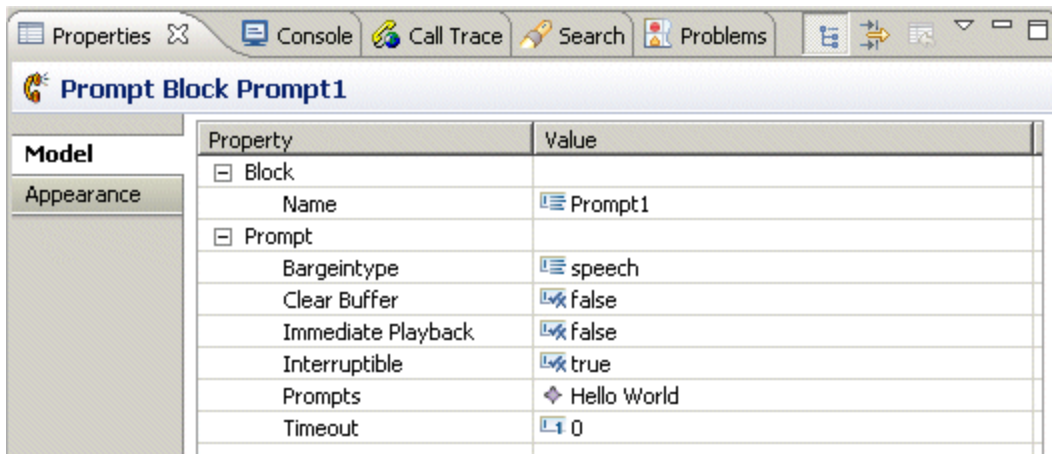 Properties Console Call Trace Search Problems
Prompt Block Prompt1
Model
Appearance
Property Value
Block
Name Prompt1
Prompt
Bargeintype speech
Clear Buffer false
Immediate Playback false
Interruptible true
Prompts Hello World
Timeout 0